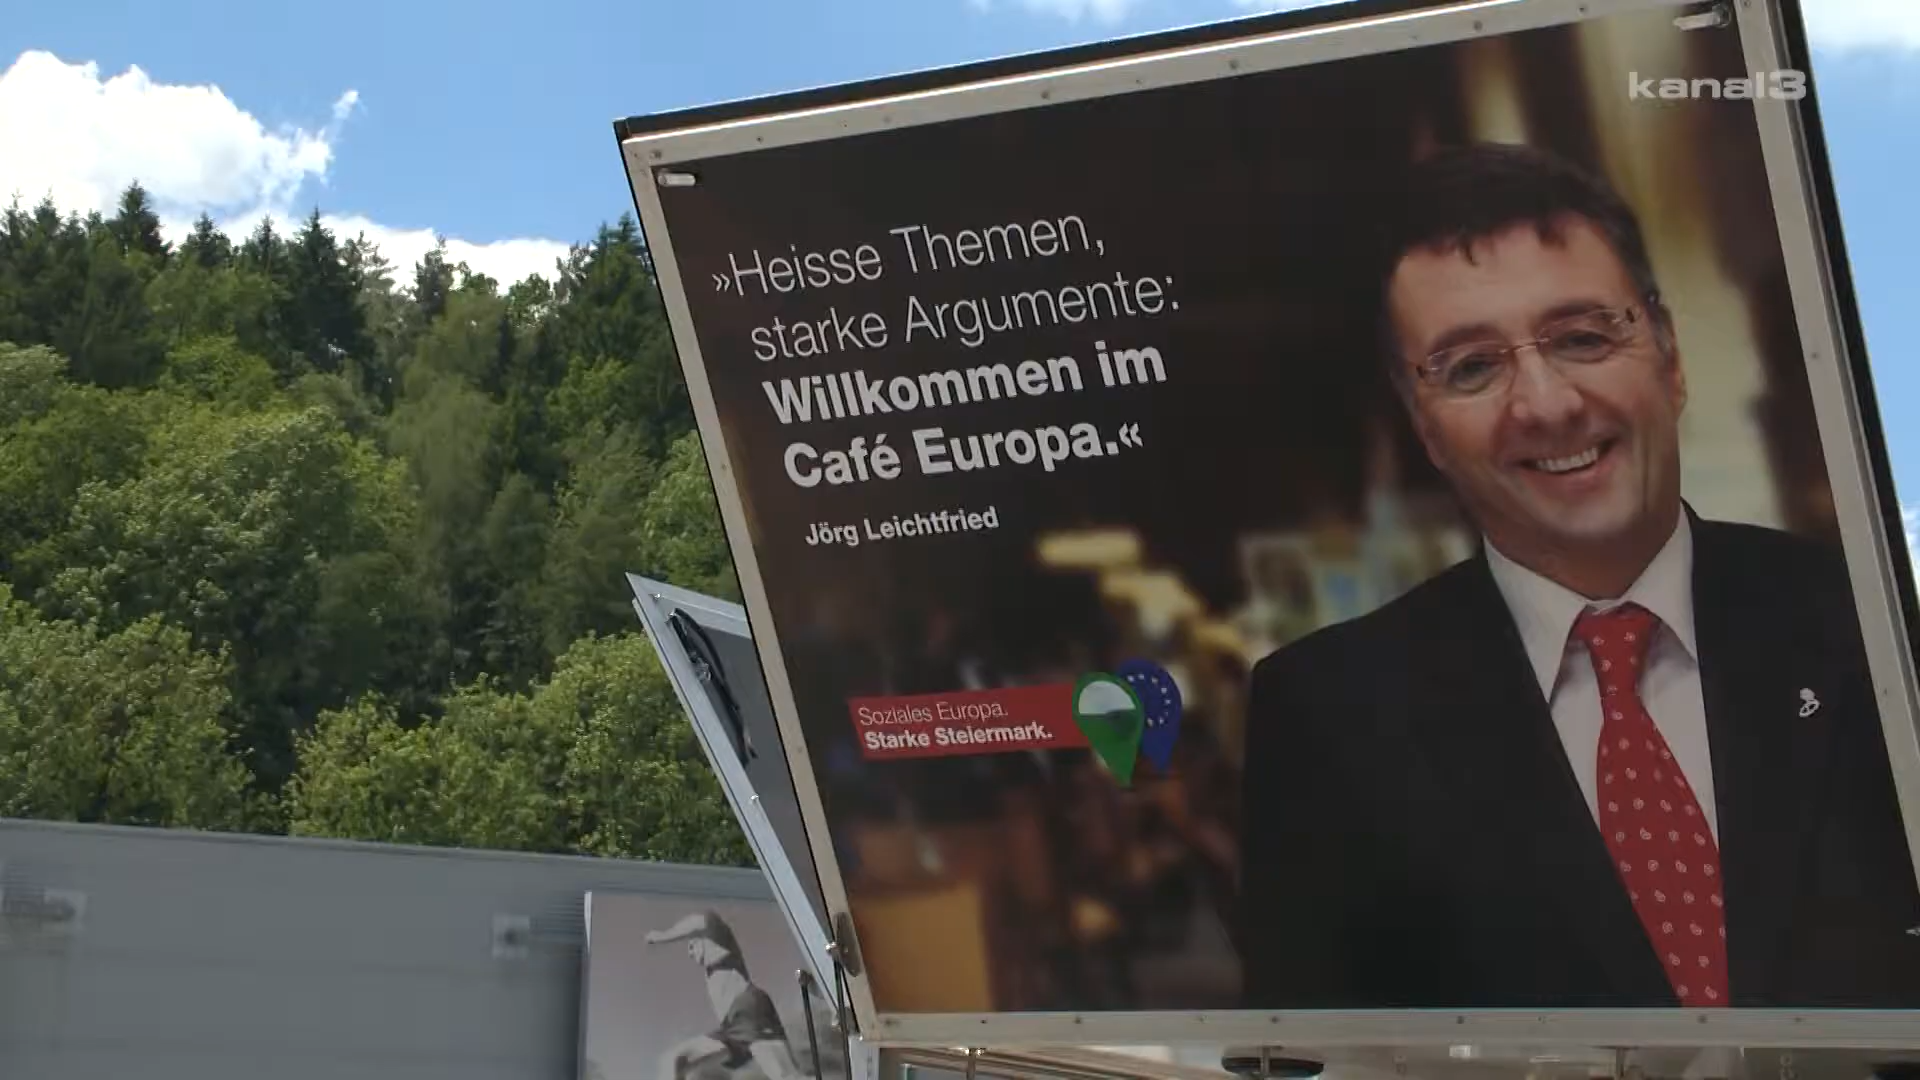 kanal3
»Heisse Themen,
starke Argumente:
Willkommen im
Café Europa.«
Jörg Leichtfried
Soziales Europa.
Starke Steiermark.